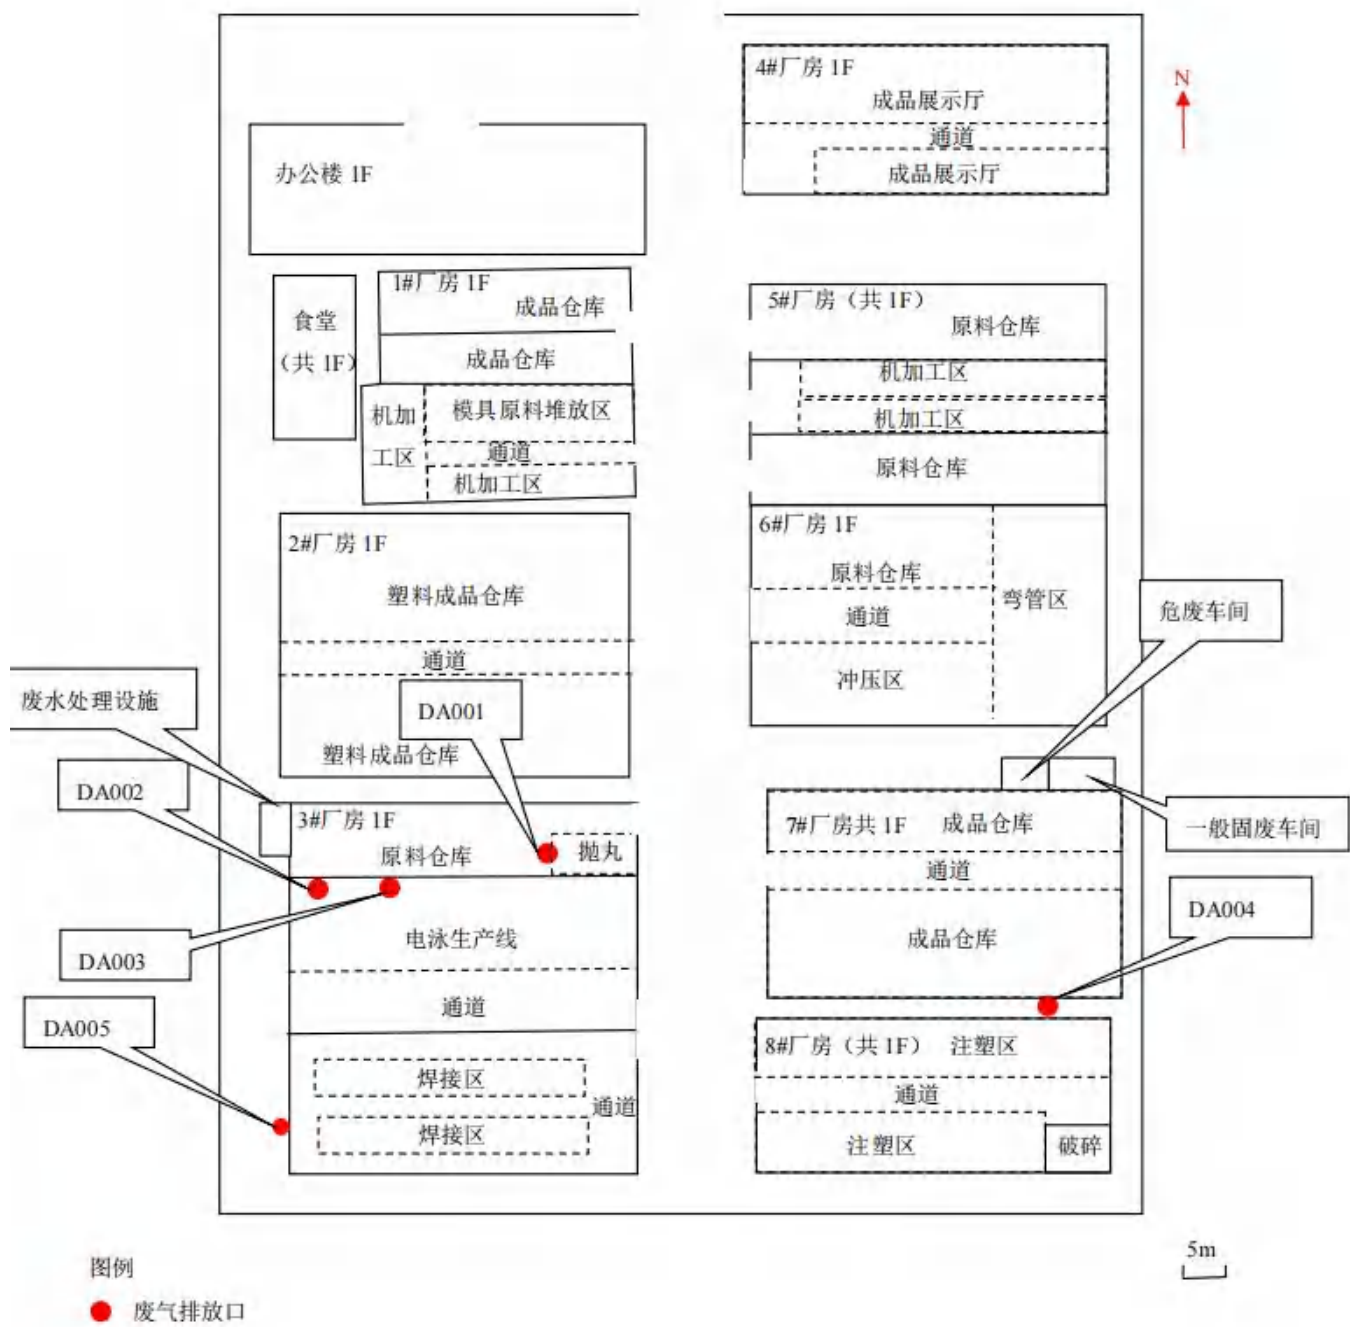 4#厂房 1F
成品展示厅
通道
成品展示厅
N
办公楼 1F
1#厂房 1F
成品仓库
成品仓库
食堂
（共 1F）
机加
工区
模具原料堆放区
通道
机加工区
5#厂房（共 1F）
原料仓库
机加工区
机加工区
原料仓库
2#厂房 1F
塑料成品仓库
通道
塑料成品仓库
6#厂房 1F
原料仓库
通道
冲压区
弯管区
危废车间
废水处理设施
DA001
DA002
3#厂房 1F
原料仓库
抛丸
电泳生产线
通道
DA003
DA005
焊接区
焊接区
通道
7#厂房共 1F
成品仓库
通道
成品仓库
一般固废车间
DA004
8#厂房（共 1F）
注塑区
通道
注塑区
破碎
5m
图例
废气排放口